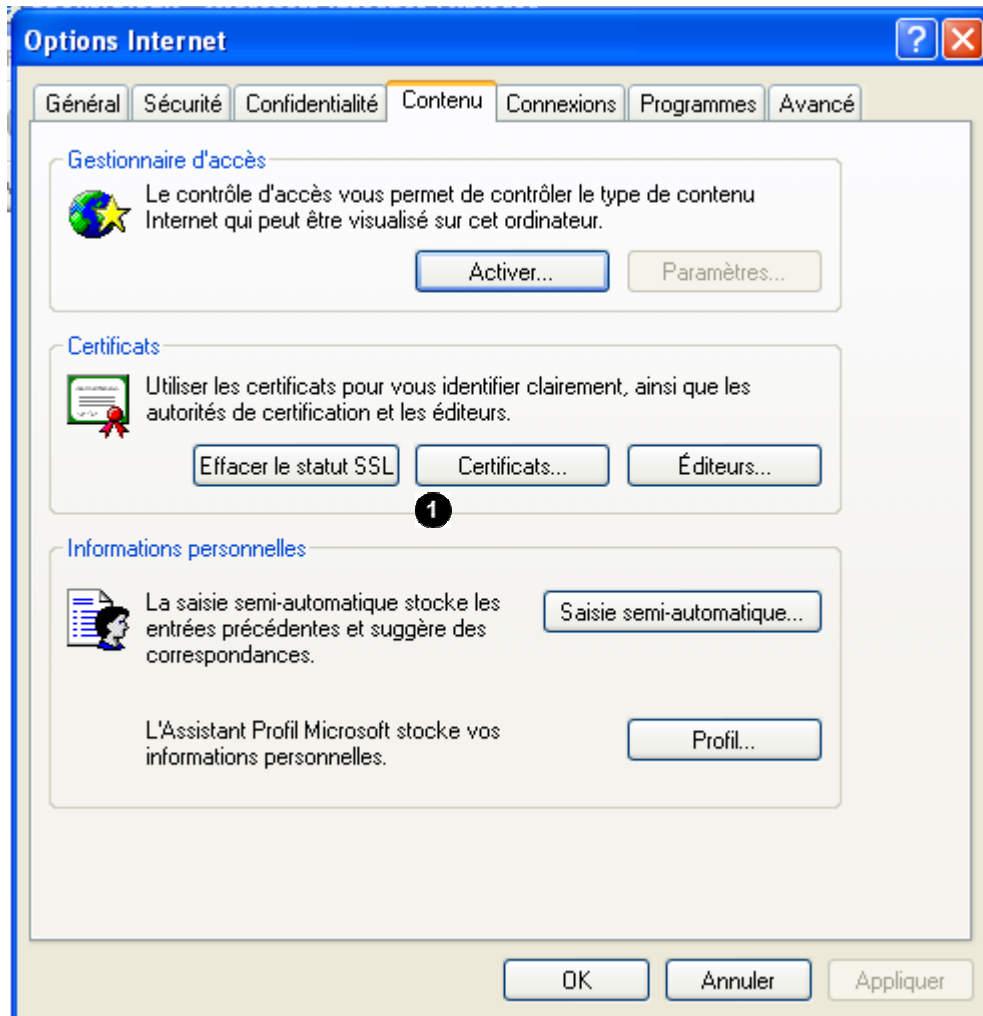 Options Internet
Général Sécurité Confidentialité Contenu Connexions Programmes Avancé
Gestionnaire d'accès
Le contrôle d'accès vous permet de contrôler le type de contenu
Internet qui peut être visualisé sur cet ordinateur.
Activer... Paramètres...
Certificats
Utiliser les certificats pour vous identifier clairement, ainsi que les
autorités de certification et les éditeurs.
Effacer le statut SSL Certificats... Éditeurs...
1
Informations personnelles
La saisie semi-automatique stocke les
entrées précédentes et suggère des
correspondances.
Saisie semi-automatique...
L'Assistant Profil Microsoft stocke vos
informations personnelles.
Profil...
OK Annuler Appliquer